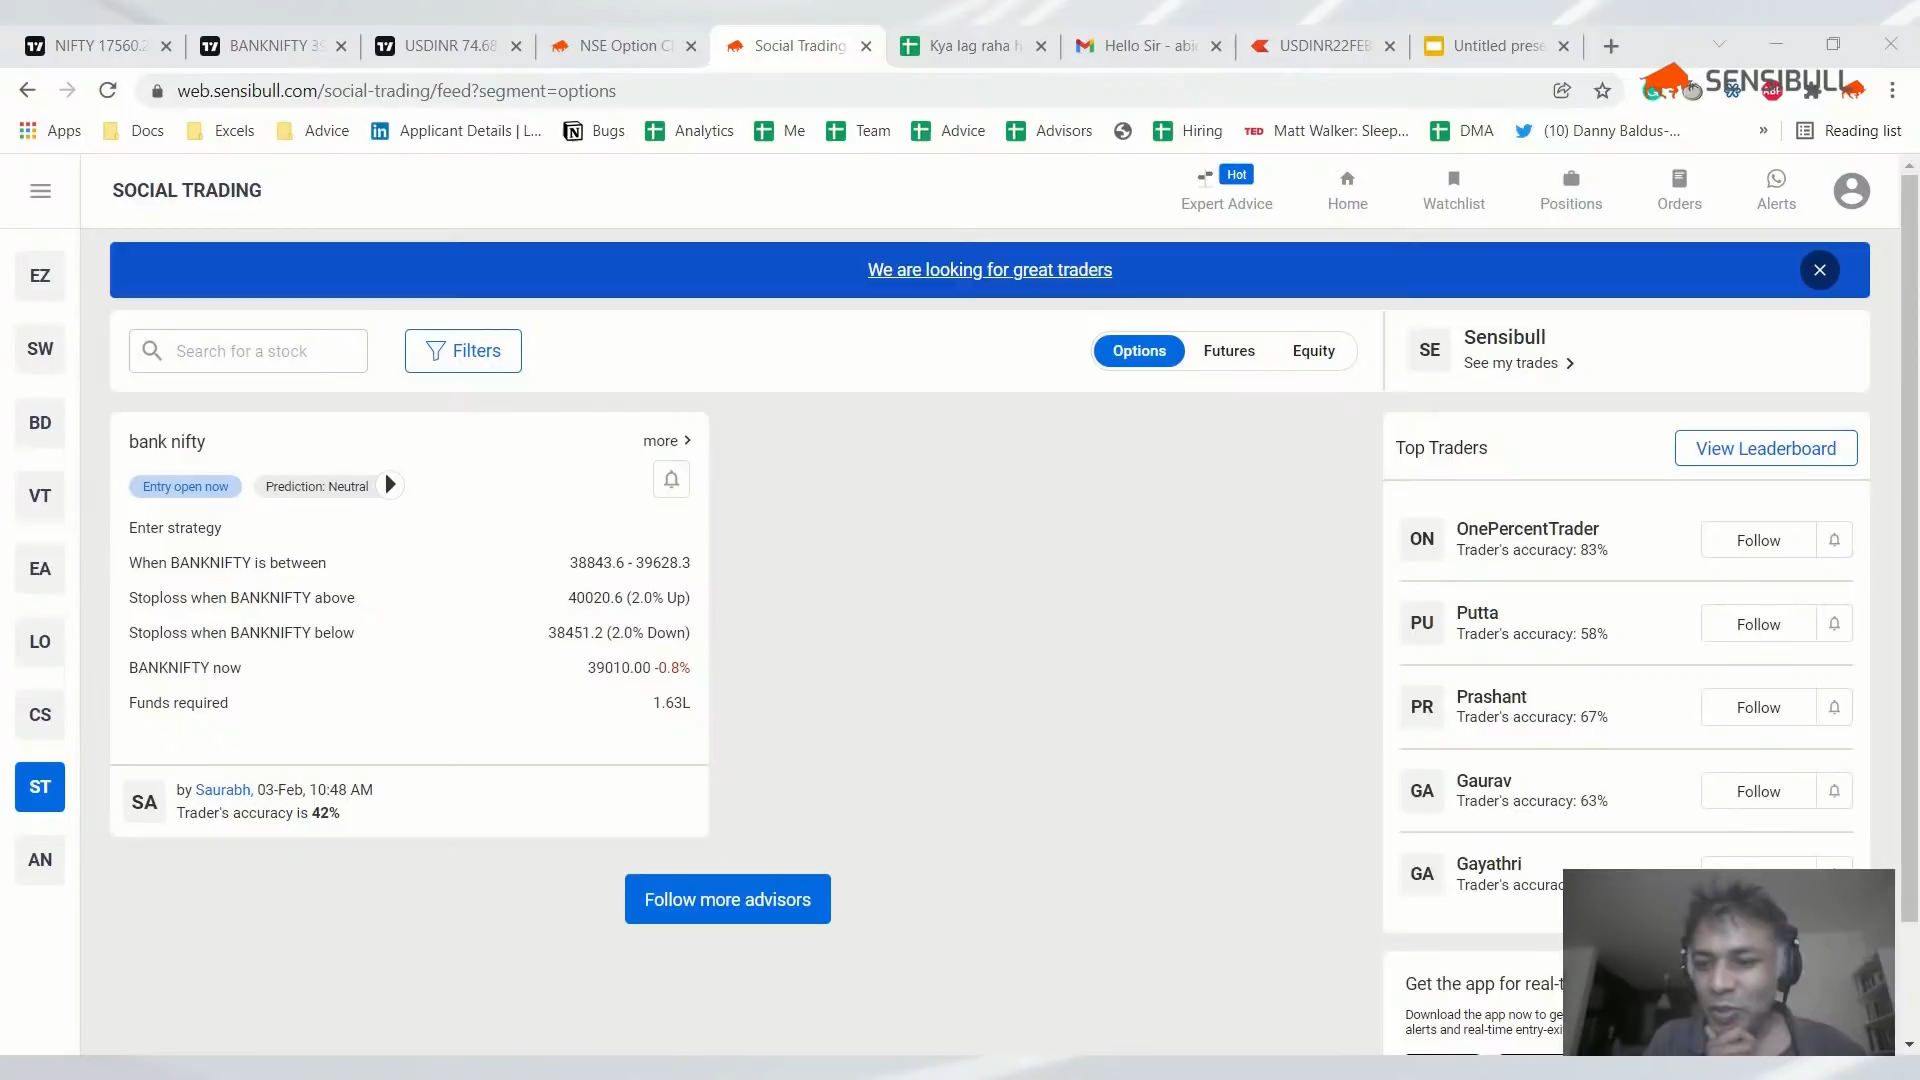 NIFTY 17560.2
BANKNIFTY 39
USDINR 74.68
NSE Option C
Social Trading
Kya lag raha h
Hello Sir - abi
USDINR22FEB
Untitled prese
web.sensibull.com/social-trading/feed?segment=options
SENSIBULL
Apps
Docs
Excels
Advice
Applicant Details | L...
Bugs
Analytics
Me
Team
Advice
Advisors
Hiring
TED
Matt Walker: Sleep...
DMA
(10) Danny Baldus-...
»
Reading list
SOCIAL TRADING
Hot
Expert Advice
Home
Watchlist
Positions
Orders
Alerts
EZ
SW
BD
VT
EA
LO
CS
ST
AN
We are looking for great traders
Search for a stock
Filters
Options
Futures
Equity
SE
Sensibull
See my trades
bank nifty
more
Entry open now
Prediction: Neutral
Enter strategy
When BANKNIFTY is between 38843.6 - 39628.3
Stoploss when BANKNIFTY above 40020.6 (2.0% Up)
Stoploss when BANKNIFTY below 38451.2 (2.0% Down)
BANKNIFTY now 39010.00 -0.8%
Funds required 1.63L
SA
by Saurabh, 03-Feb, 10:48 AM
Trader's accuracy is 42%
Follow more advisors
Top Traders
View Leaderboard
ON
OnePercentTrader
Trader's accuracy: 83%
Follow
PU
Putta
Trader's accuracy: 58%
Follow
PR
Prashant
Trader's accuracy: 67%
Follow
GA
Gaurav
Trader's accuracy: 63%
Follow
GA
Gayathri
Trader's accurac
Get the app for real-t
Download the app now to ge
alerts and real-time entry-exi